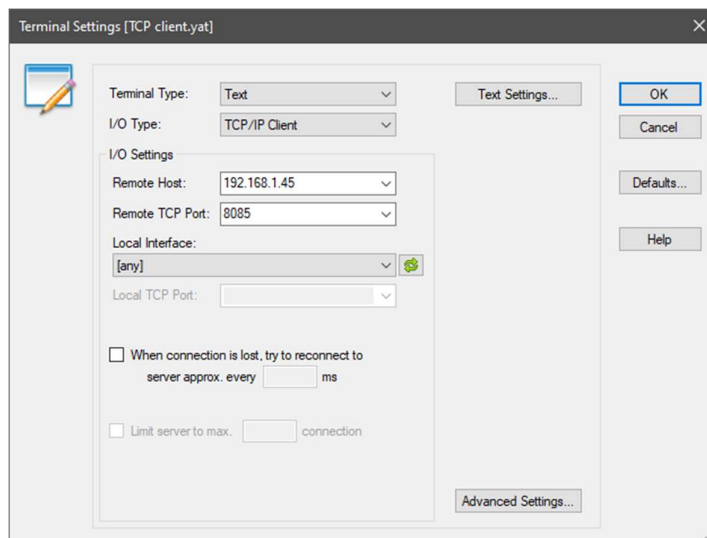 Terminal Settings [TCP client.yat]
Terminal Type: Text Text Settings... OK
I/O Type: TCP/IP Client Cancel
I/O Settings
Remote Host: 192.168.1.45 Defaults...
Remote TCP Port: 8085
Local Interface: Help
[any]
Local TCP Port:
When connection is lost, try to reconnect to
server approx. every ms
Limit server to max. connection
Advanced Settings...